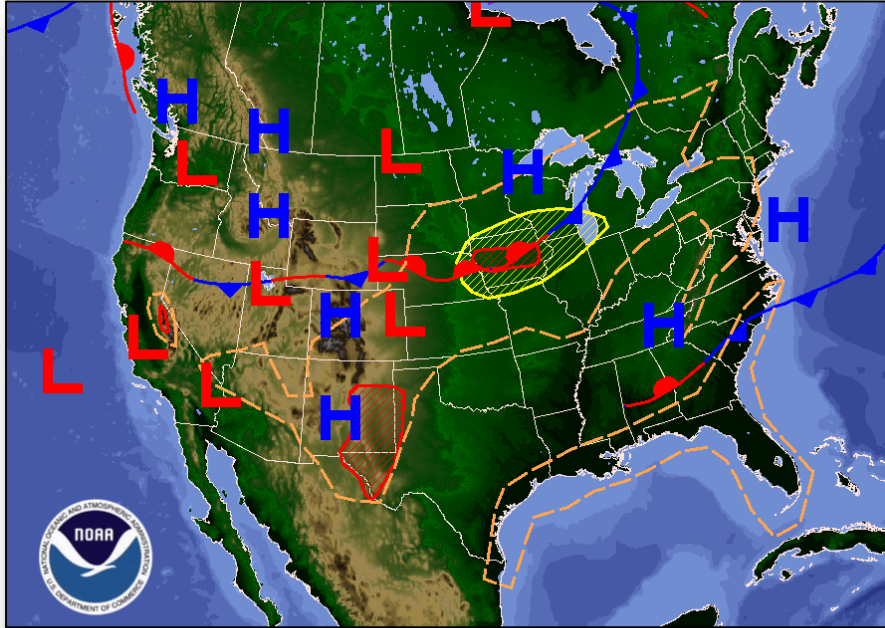 L
H
H
L
L
H
H
H
L
L
H
L
H
L
L
L
H
NATIONAL OCEANIC AND ATMOSPHERIC ADMINISTRATION
NOAA
U.S. DEPARTMENT OF COMMERCE